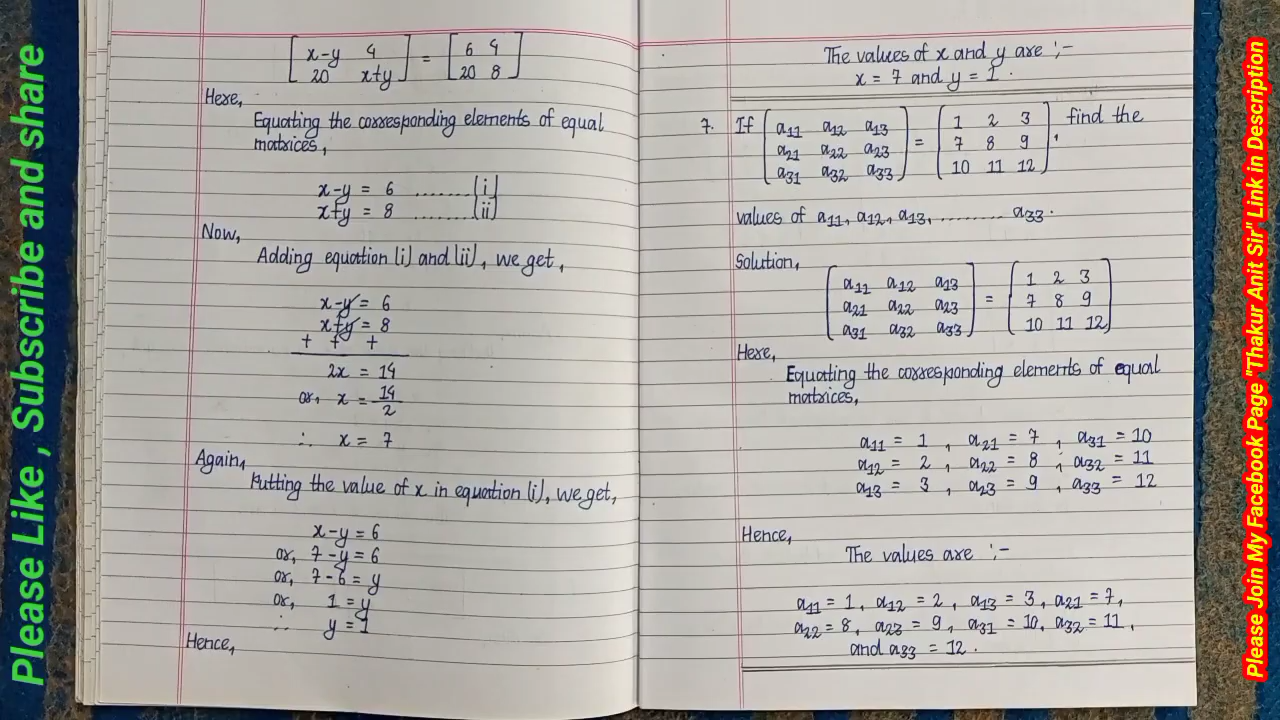 Please Like , Subscribe and share
[ x-y 4 ] = [ 6 4 ]
[ 20 x+y ] [ 20 8 ]
Here,
Equating the corresponding elements of equal
matrices,
x-y = 6 ........ (i)
x+y = 8 ........ (ii)
Now,
Adding equation (i) and (ii), we get,
x-y = 6
x+y = 8
+ + +
2x = 14
or, x = 14/2
∴ x = 7
Again,
Putting the value of x in equation (i), we get,
x-y = 6
or, 7-y = 6
or, 7-6 = y
or, 1 = y
∴ y = 1
Hence,
The values of x and y are :-
x = 7 and y = 1.
7. If [ a11 a12 a13 ] = [ 1 2 3 ], find the
[ a21 a22 a23 ] [ 7 8 9 ]
[ a31 a32 a33 ] [ 10 11 12 ]
values of a11, a12, a13, .......... a33.
Solution,
[ a11 a12 a13 ] = [ 1 2 3 ]
[ a21 a22 a23 ] [ 7 8 9 ]
[ a31 a32 a33 ] [ 10 11 12 ]
Here,
Equating the corresponding elements of equal
matrices,
a11 = 1 , a21 = 7 , a31 = 10
a12 = 2 , a22 = 8 , a32 = 11
a13 = 3 , a23 = 9 , a33 = 12
Hence,
The values are :-
a11 = 1, a12 = 2, a13 = 3, a21 = 7,
a22 = 8, a23 = 9, a31 = 10, a32 = 11,
and a33 = 12.
Please Join My Facebook Page "Thakur Anit Sir" Link in Description